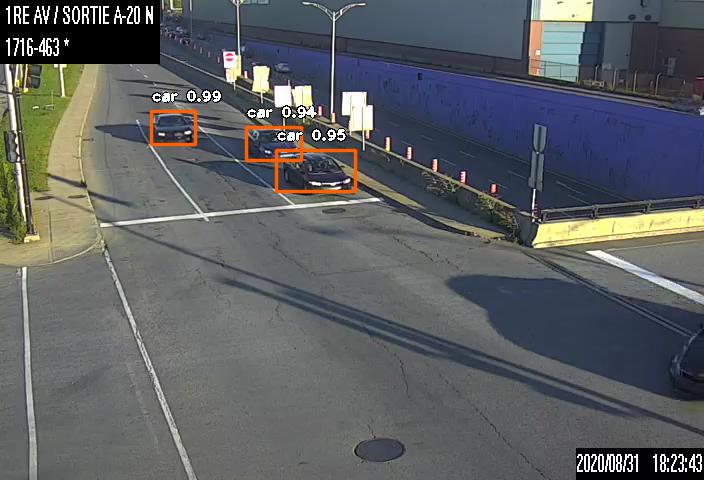 1RE AV / SORTIE A-20 N
1716-463 *
car 0.99
car 0.94
car 0.95
2020/08/31 18:23:43